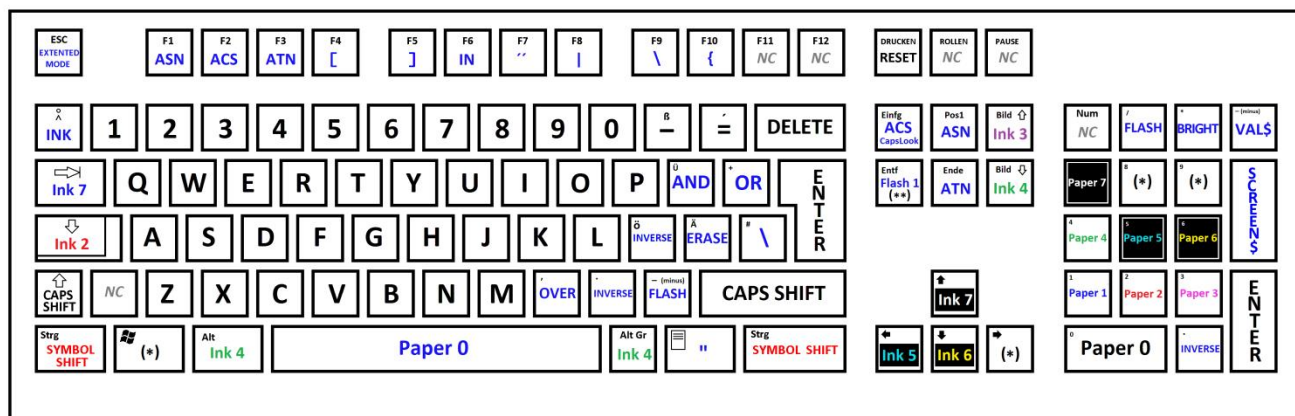 ESC F1 F2 F3 F4 F5 F6 F7 F8 F9 F10 F11 F12 DRUCKEN ROLLEN PAUSE
EXTENTED MODE ASN ACS ATN [ ] IN ´´ | \ { NC NC RESET NC NC
° ^ ß ´ Einfg Pos1 Bild ⇧ Num / * – (minus)
INK 1 2 3 4 5 6 7 8 9 0 – = DELETE ACS CapsLook ASN Ink 3 NC FLASH BRIGHT VAL$
Ü + Entf Ende Bild ⇩ 8 9
Ink 7 Q W E R T Y U I O P AND OR ENTER Flash 1 (**) ATN Ink 4 Paper 7 (*) (*) SCREEN$
Ö Ä # 4 5 6
Ink 2 A S D F G H J K L INVERSE ERASE \ Paper 4 Paper 5 Paper 6
, . – (minus) 1 2 3
CAPS SHIFT NC Z X C V B N M OVER INVERSE FLASH CAPS SHIFT Ink 7 Paper 1 Paper 2 Paper 3 ENTER
Strg Alt Alt Gr Strg 0 .
SYMBOL SHIFT (*) Ink 4 Paper 0 Ink 4 " SYMBOL SHIFT Ink 5 Ink 6 (*) Paper 0 INVERSE